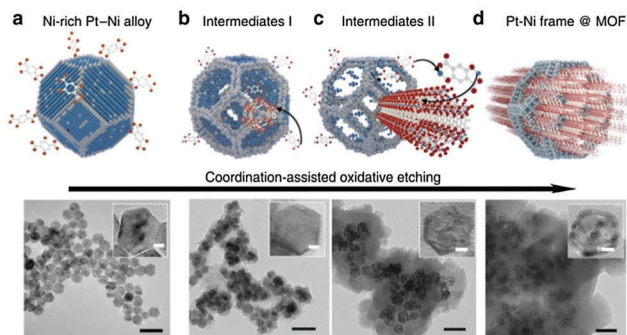 a Ni-rich Pt–Ni alloy
b Intermediates I
c Intermediates II
d Pt-Ni frame @ MOF
Coordination-assisted oxidative etching